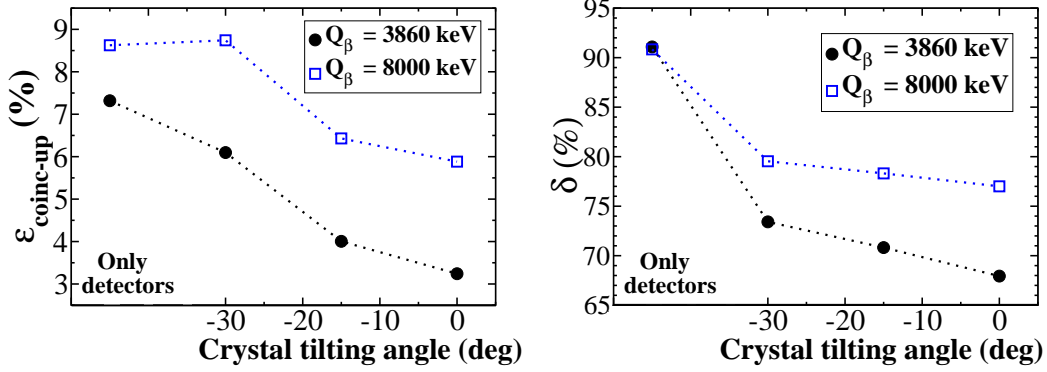 9
8
7
6
5
4
3
ε_coinc-up (%)
Q_β = 3860 keV
Q_β = 8000 keV
Only
detectors
-30 -20 -10 0
Crystal tilting angle (deg)
95
90
85
80
75
70
65
δ (%)
Q_β = 3860 keV
Q_β = 8000 keV
Only
detectors
-30 -20 -10 0
Crystal tilting angle (deg)